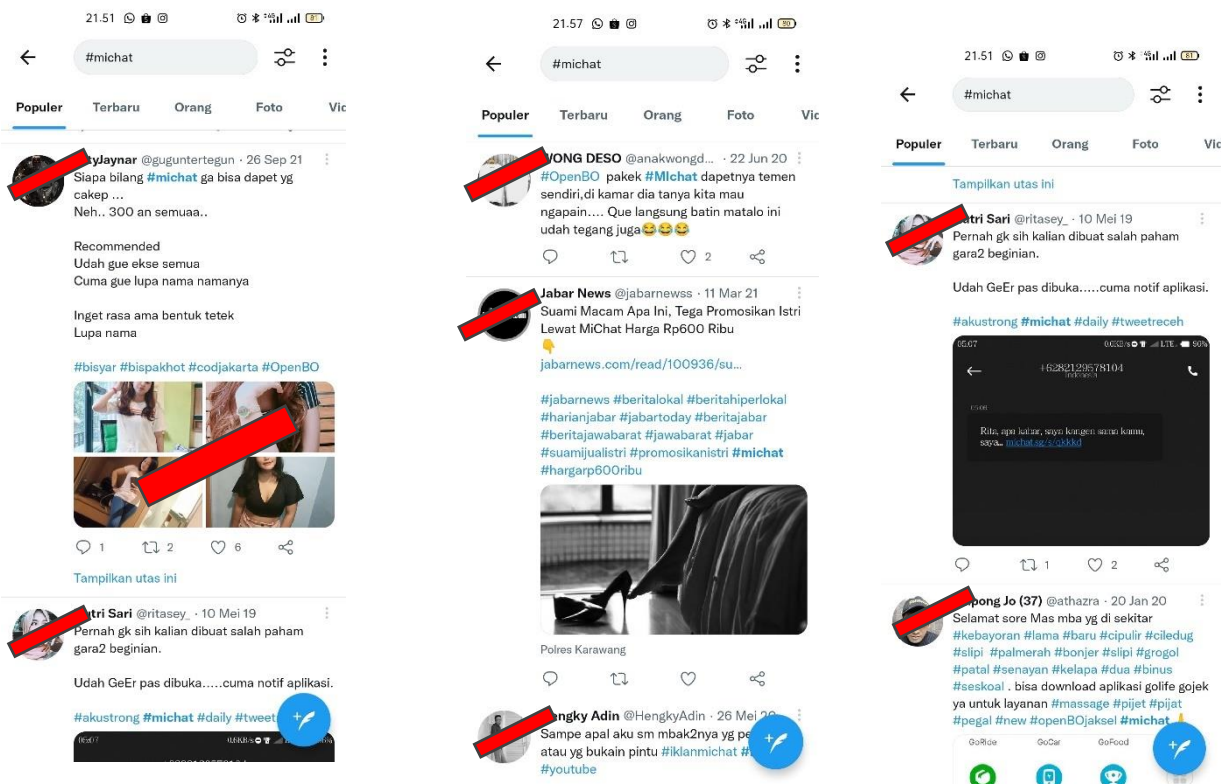 21.51
#michat
Populer Terbaru Orang Foto Vid
tyJaynar @guguntertegun · 26 Sep 21
Siapa bilang #michat ga bisa dapet yg
cakep ...
Neh.. 300 an semuaa..
Recommended
Udah gue ekse semua
Cuma gue lupa nama namanya
Inget rasa ama bentuk tetek
Lupa nama
#bisyar #bispakhot #codjakarta #OpenBO
1 2 6
Tampilkan utas ini
tri Sari @ritasey_ · 10 Mei 19
Pernah gk sih kalian dibuat salah paham
gara2 beginian.
Udah GeEr pas dibuka.....cuma notif aplikasi.
#akustrong #michat #daily #tweet
21.57
#michat
Populer Terbaru Orang Foto Vid
WONG DESO @anakwongd... · 22 Jun 20
#OpenBO pakek #MIchat dapetnya temen
sendiri,di kamar dia tanya kita mau
ngapain.... Que langsung batin matalo ini
udah tegang juga😂😂😂
2
Jabar News @jabarnewss · 11 Mar 21
Suami Macam Apa Ini, Tega Promosikan Istri
Lewat MiChat Harga Rp600 Ribu
👇
jabarnews.com/read/100936/su...
#jabarnews #beritalokal #beritahiperlokal
#harianjabar #jabartoday #beritajabar
#beritajawabarat #jawabarat #jabar
#suamijualistri #promosikanistri #michat
#hargarp600ribu
Polres Karawang
engky Adin @HengkyAdin · 26 Mei
Sampe apal aku sm mbak2nya yg pe
atau yg bukain pintu #iklanmichat #
#youtube
21.51
#michat
Populer Terbaru Orang Foto Vid
Tampilkan utas ini
tri Sari @ritasey_ · 10 Mei 19
Pernah gk sih kalian dibuat salah paham
gara2 beginian.
Udah GeEr pas dibuka.....cuma notif aplikasi.
#akustrong #michat #daily #tweetreceh
05.07 LTE 90%
+6282129578104
Indonesia
05.06
Rita, apa kabar, saya kangen sama kamu,
saya... michat.sg/s/qkkkd
1 2
pong Jo (37) @athazra · 20 Jan 20
Selamat sore Mas mba yg di sekitar
#kebayoran #lama #baru #cipulir #ciledug
#slipi #palmerah #bonjer #slipi #grogol
#patal #senayan #kelapa #dua #binus
#seskoal . bisa download aplikasi golife gojek
ya untuk layanan #massage #pijet #pijat
#pegal #new #openBOjaksel #michat
GoRide GoCar GoFood